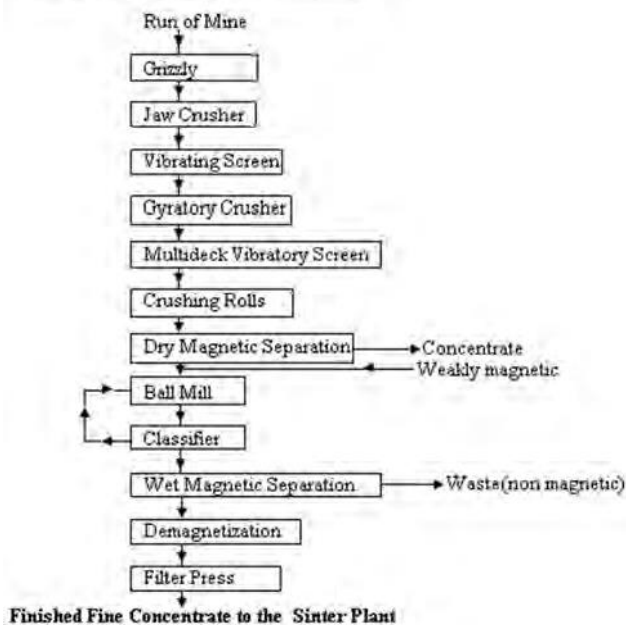 Run of Mine
Grizzly
Jaw Crusher
Vibrating Screen
Gyratory Crusher
Multideck Vibratory Screen
Crushing Rolls
Dry Magnetic Separation
Concentrate
Weakly magnetic
Ball Mill
Classifier
Wet Magnetic Separation
Waste(non magnetic)
Demagnetization
Filter Press
Finished Fine Concentrate to the Sinter Plant